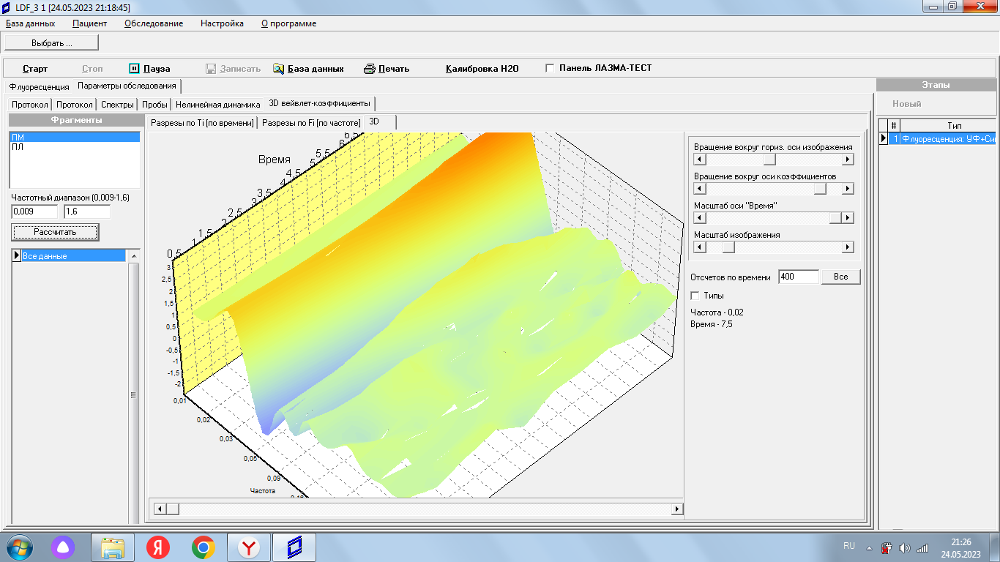 LDF_3 1 [24.05.2023 21:18:45]
База данных Пациент Обследование Настройка О программе
Выбрать ...
Старт Стоп Пауза Записать База данных Печать Калибровка H2O Панель ЛАЗМА-ТЕСТ
Флуоресценция Параметры обследования
Протокол Протокол Спектры Пробы Нелинейная динамика 3D вейвлет-коэффициенты
Фрагменты
ПМ
ПЛ
Частотный диапазон (0,009-1,6)
0,009 1,6
Рассчитать
Все данные
Разрезы по Ti [по времени] Разрезы по Fi [по частоте] 3D
Время
6,5
6
5,5
5
4,5
4
3,5
3
2,5
2
1,5
1
0,5
3
2,5
2
1,5
1
0,5
0
-0,5
-1
-1,5
-2
0,01
0,02
0,03
0,05
0,09
Частота
Вращение вокруг гориз. оси изображения
Вращение вокруг оси коэффициентов
Масштаб оси "Время"
Масштаб изображения
Отсчетов по времени 400 Все
Типы
Частота - 0,02
Время - 7,5
Этапы
Новый
# Тип
1 Флуоресценция: УФ+Си
RU
21:26
24.05.2023